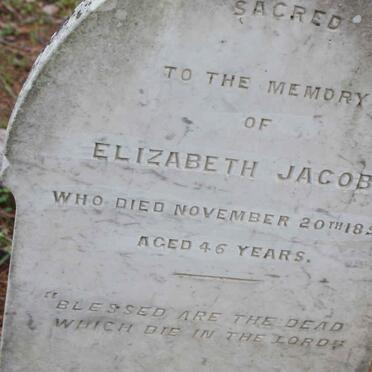 SACRED
TO THE MEMORY
OF
ELIZABETH JACOB
WHO DIED NOVEMBER 20TH
AGED 46 YEARS.
"BLESSED ARE THE DEAD
WHICH DIE IN THE LORD"